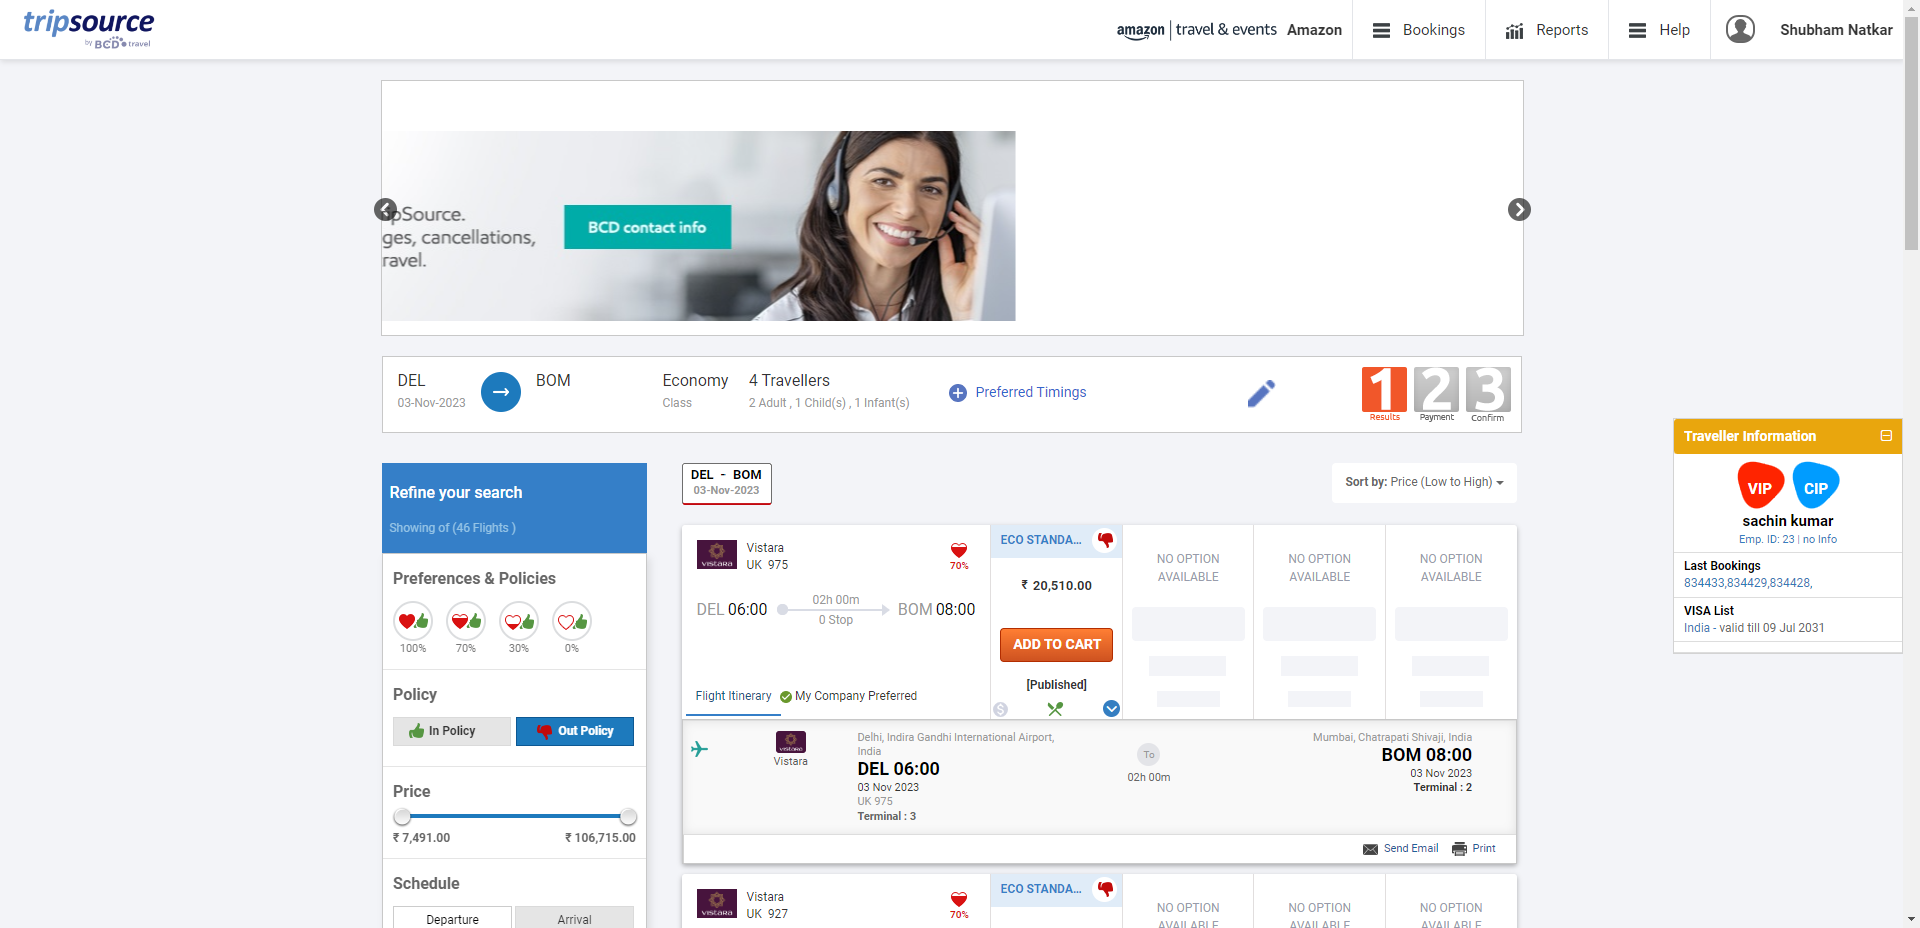 tripsource
by BCD travel
amazon | travel & events Amazon
Bookings
Reports
Help
Shubham Natkar
ipSource.
ges, cancellations,
ravel.
BCD contact info
DEL
03-Nov-2023
BOM
Economy
Class
4 Travellers
2 Adult , 1 Child(s) , 1 Infant(s)
Preferred Timings
1 2 3
Results Payment Confirm
Traveller Information
VIP CIP
sachin kumar
Emp. ID: 23 | no Info
Last Bookings
834433,834429,834428,
VISA List
India - valid till 09 Jul 2031
Refine your search
Showing of (46 Flights )
Preferences & Policies
100% 70% 30% 0%
Policy
In Policy Out Policy
Price
₹ 7,491.00 ₹ 106,715.00
Schedule
Departure Arrival
DEL - BOM
03-Nov-2023
Sort by: Price (Low to High)
VISTARA
Vistara
UK 975
70%
DEL 06:00
02h 00m
0 Stop
BOM 08:00
Flight Itinerary My Company Preferred
ECO STANDA...
₹ 20,510.00
ADD TO CART
[Published]
NO OPTION
AVAILABLE
NO OPTION
AVAILABLE
NO OPTION
AVAILABLE
VISTARA
Vistara
Delhi, Indira Gandhi International Airport,
India
DEL 06:00
03 Nov 2023
UK 975
Terminal : 3
To
02h 00m
Mumbai, Chatrapati Shivaji, India
BOM 08:00
03 Nov 2023
Terminal : 2
Send Email Print
VISTARA
Vistara
UK 927
70%
ECO STANDA...
NO OPTION
AVAILABLE
NO OPTION
AVAILABLE
NO OPTION
AVAILABLE